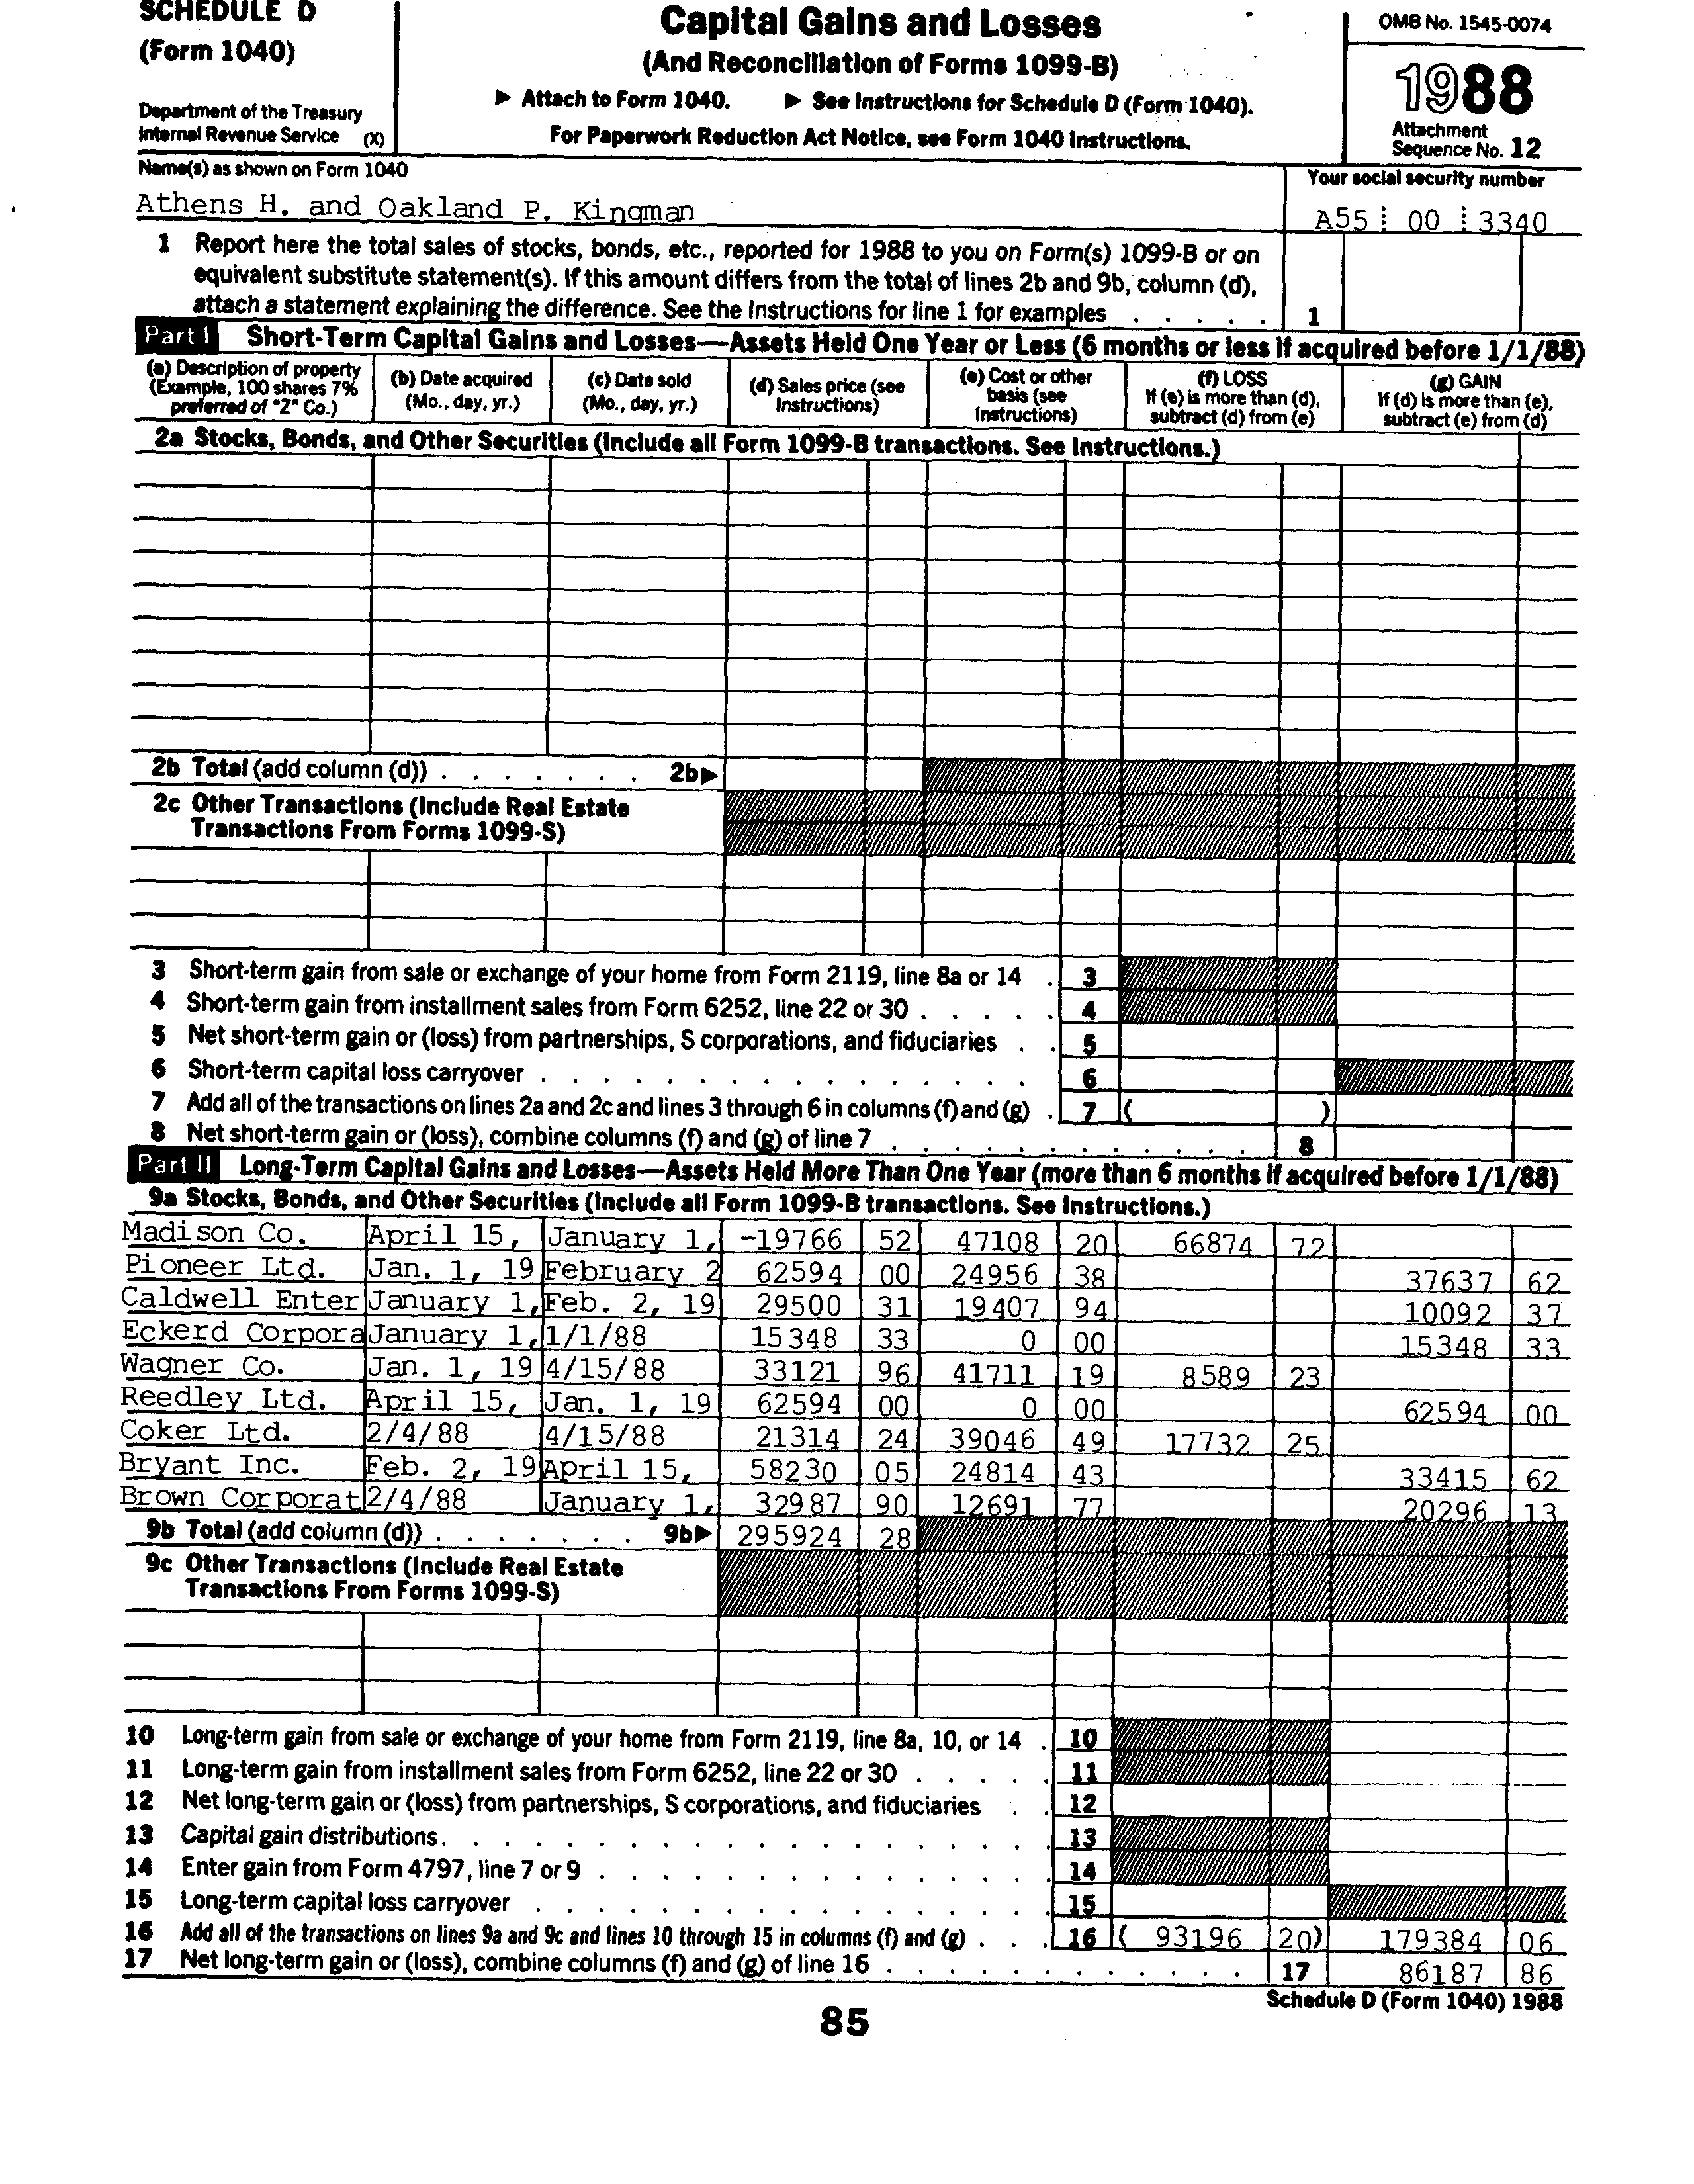 SCHEDULE D
(Form 1040)
Department of the Treasury
Internal Revenue Service (X)
Capital Gains and Losses
(And Reconciliation of Forms 1099-B)
▶ Attach to Form 1040. ▶ See Instructions for Schedule D (Form 1040).
For Paperwork Reduction Act Notice, see Form 1040 Instructions.
OMB No. 1545-0074
1988
Attachment
Sequence No. 12
Name(s) as shown on Form 1040
Your social security number
Athens H. and Oakland P. Kingman
A55 00 3340
1 Report here the total sales of stocks, bonds, etc., reported for 1988 to you on Form(s) 1099-B or on
equivalent substitute statement(s). If this amount differs from the total of lines 2b and 9b, column (d),
attach a statement explaining the difference. See the Instructions for line 1 for examples . . . . . 1
Part I Short-Term Capital Gains and Losses—Assets Held One Year or Less (6 months or less if acquired before 1/1/88)
(a) Description of property
(Example, 100 shares 7%
preferred of "Z" Co.)
(b) Date acquired
(Mo., day, yr.)
(c) Date sold
(Mo., day, yr.)
(d) Sales price (see
Instructions)
(e) Cost or other
basis (see
Instructions)
(f) LOSS
If (e) is more than (d),
subtract (d) from (e)
(g) GAIN
If (d) is more than (e),
subtract (e) from (d)
2a Stocks, Bonds, and Other Securities (Include all Form 1099-B transactions. See Instructions.)
2b Total (add column (d)) . . . . . . . 2b▶
2c Other Transactions (Include Real Estate
Transactions From Forms 1099-S)
3 Short-term gain from sale or exchange of your home from Form 2119, line 8a or 14 . 3
4 Short-term gain from installment sales from Form 6252, line 22 or 30 . . . . . 4
5 Net short-term gain or (loss) from partnerships, S corporations, and fiduciaries . . 5
6 Short-term capital loss carryover . . . . . . . . . . . . . . . . 6
7 Add all of the transactions on lines 2a and 2c and lines 3 through 6 in columns (f) and (g) . 7 ( )
8 Net short-term gain or (loss), combine columns (f) and (g) of line 7 . . . . . . . . . . . . 8
Part II Long-Term Capital Gains and Losses—Assets Held More Than One Year (more than 6 months if acquired before 1/1/88)
9a Stocks, Bonds, and Other Securities (Include all Form 1099-B transactions. See Instructions.)
Madison Co. April 15, January 1, -19766 52 47108 20 66874 72
Pioneer Ltd. Jan. 1, 19 February 2 62594 00 24956 38 37637 62
Caldwell Enter January 1, Feb. 2, 19 29500 31 19407 94 10092 37
Eckerd Corpora January 1, 1/1/88 15348 33 0 00 15348 33
Wagner Co. Jan. 1, 19 4/15/88 33121 96 41711 19 8589 23
Reedley Ltd. April 15, Jan. 1, 19 62594 00 0 00 62594 00
Coker Ltd. 2/4/88 4/15/88 21314 24 39046 49 17732 25
Bryant Inc. Feb. 2, 19 April 15, 58230 05 24814 43 33415 62
Brown Corporat 2/4/88 January 1, 32987 90 12691 77 20296 13
9b Total (add column (d)) . . . . . . . 9b▶ 295924 28
9c Other Transactions (Include Real Estate
Transactions From Forms 1099-S)
10 Long-term gain from sale or exchange of your home from Form 2119, line 8a, 10, or 14 . 10
11 Long-term gain from installment sales from Form 6252, line 22 or 30 . . . . . 11
12 Net long-term gain or (loss) from partnerships, S corporations, and fiduciaries . . 12
13 Capital gain distributions. . . . . . . . . . . . . . . . . . . 13
14 Enter gain from Form 4797, line 7 or 9 . . . . . . . . . . . . . 14
15 Long-term capital loss carryover . . . . . . . . . . . . . . . . 15
16 Add all of the transactions on lines 9a and 9c and lines 10 through 15 in columns (f) and (g) . . . 16 ( 93196 20) 179384 06
17 Net long-term gain or (loss), combine columns (f) and (g) of line 16 . . . . . . . . . . . . 17 86187 86
Schedule D (Form 1040) 1988
85